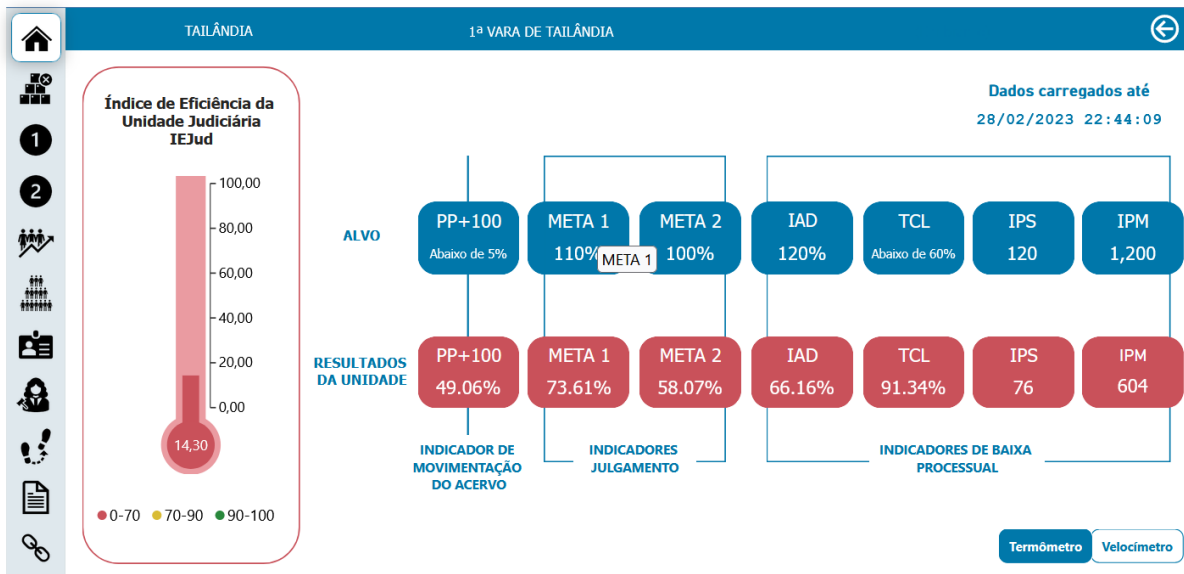 TAILÂNDIA
1ª VARA DE TAILÂNDIA
1
2
Índice de Eficiência da
Unidade Judiciária
IEJud
100,00
80,00
60,00
40,00
20,00
0,00
14,30
0-70 70-90 90-100
Dados carregados até
28/02/2023 22:44:09
ALVO
PP+100
Abaixo de 5%
META 1
110%
META 1
META 2
100%
IAD
120%
TCL
Abaixo de 60%
IPS
120
IPM
1,200
RESULTADOS
DA UNIDADE
PP+100
49.06%
META 1
73.61%
META 2
58.07%
IAD
66.16%
TCL
91.34%
IPS
76
IPM
604
INDICADOR DE
MOVIMENTAÇÃO
DO ACERVO
INDICADORES
JULGAMENTO
INDICADORES DE BAIXA
PROCESSUAL
Termômetro
Velocímetro